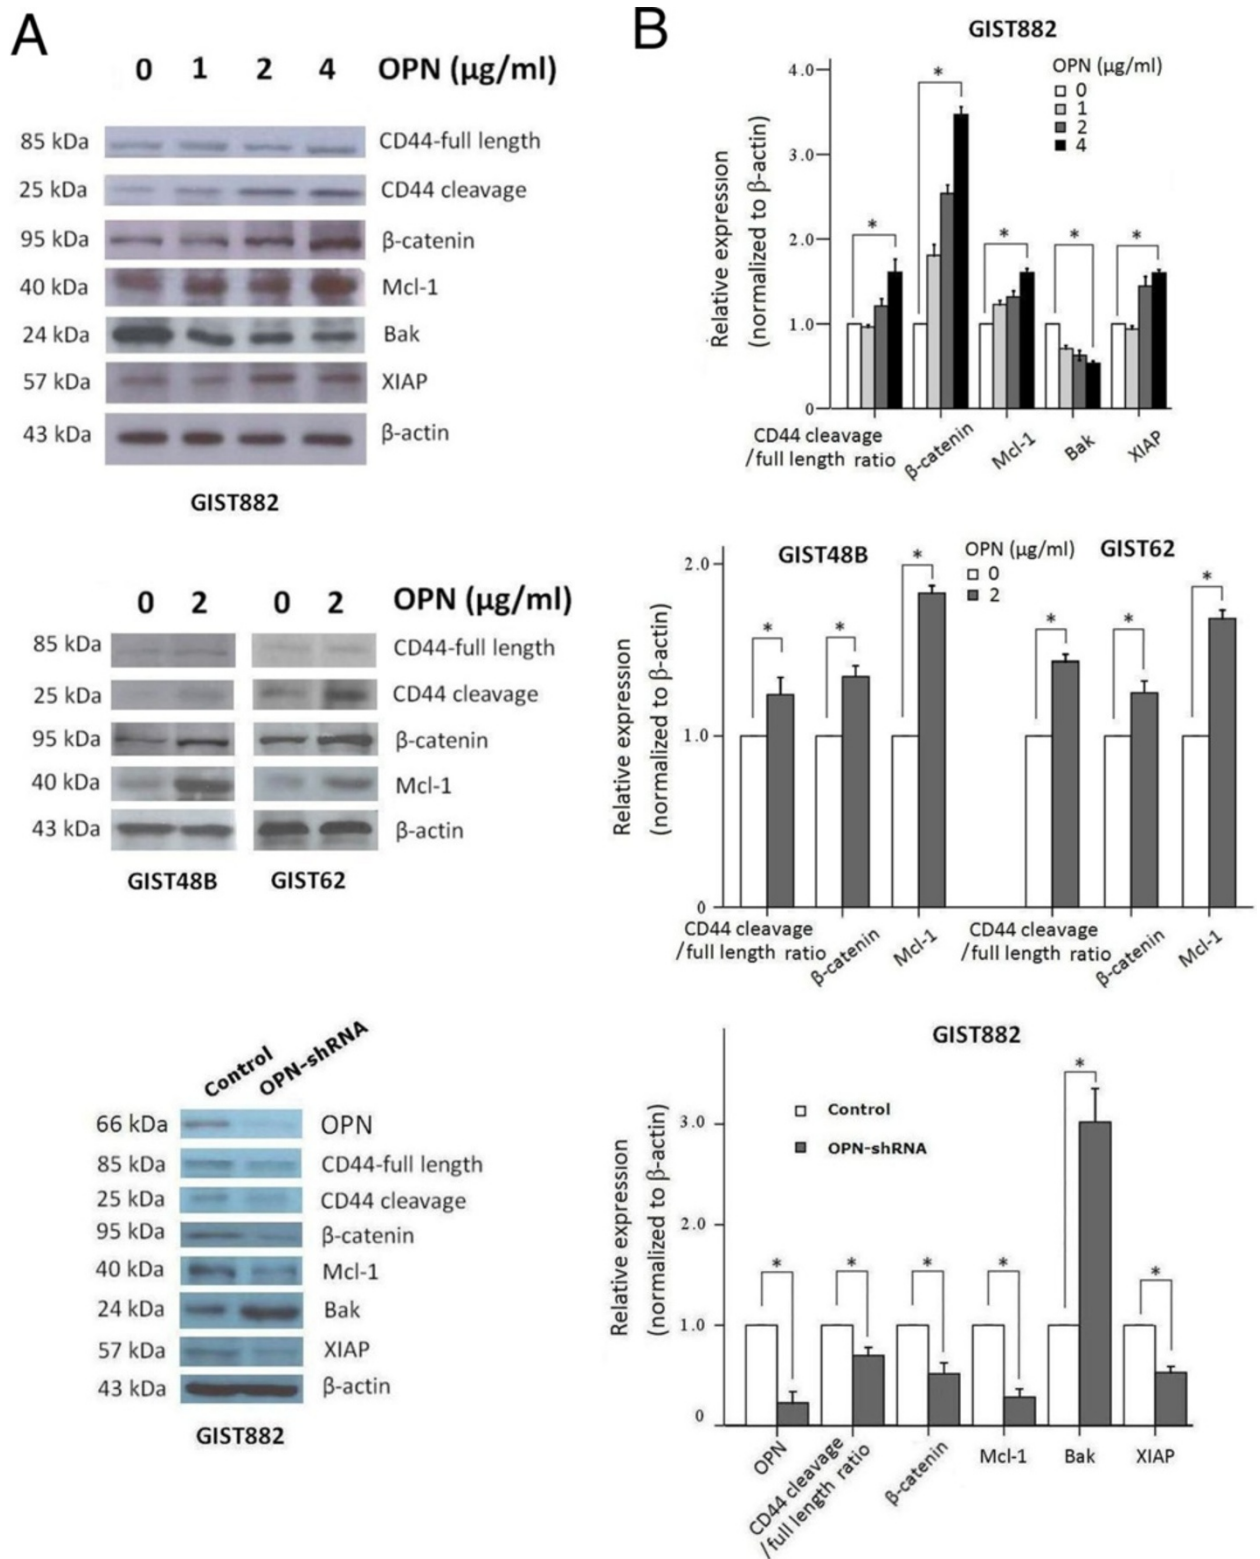 A
0 1 2 4 OPN (µg/ml)
85 kDa CD44-full length
25 kDa CD44 cleavage
95 kDa β-catenin
40 kDa Mcl-1
24 kDa Bak
57 kDa XIAP
43 kDa β-actin
GIST882
0 2 0 2 OPN (µg/ml)
85 kDa CD44-full length
25 kDa CD44 cleavage
95 kDa β-catenin
40 kDa Mcl-1
43 kDa β-actin
GIST48B GIST62
Control OPN-shRNA
66 kDa OPN
85 kDa CD44-full length
25 kDa CD44 cleavage
95 kDa β-catenin
40 kDa Mcl-1
24 kDa Bak
57 kDa XIAP
43 kDa β-actin
GIST882
B
GIST882
OPN (µg/ml)
0
1
2
4
Relative expression
(normalized to β-actin)
4.0
3.0
2.0
1.0
0
* * * * *
CD44 cleavage
/full length ratio
β-catenin
Mcl-1
Bak
XIAP
GIST48B OPN (µg/ml) GIST62
0
2
Relative expression
(normalized to β-actin)
2.0
1.0
0
* * * * * *
CD44 cleavage
/full length ratio
β-catenin
Mcl-1
CD44 cleavage
/full length ratio
β-catenin
Mcl-1
GIST882
Control
OPN-shRNA
Relative expression
(normalized to β-actin)
3.0
2.0
1.0
0
* * * * * *
OPN
CD44 cleavage
/full length ratio
β-catenin
Mcl-1
Bak
XIAP